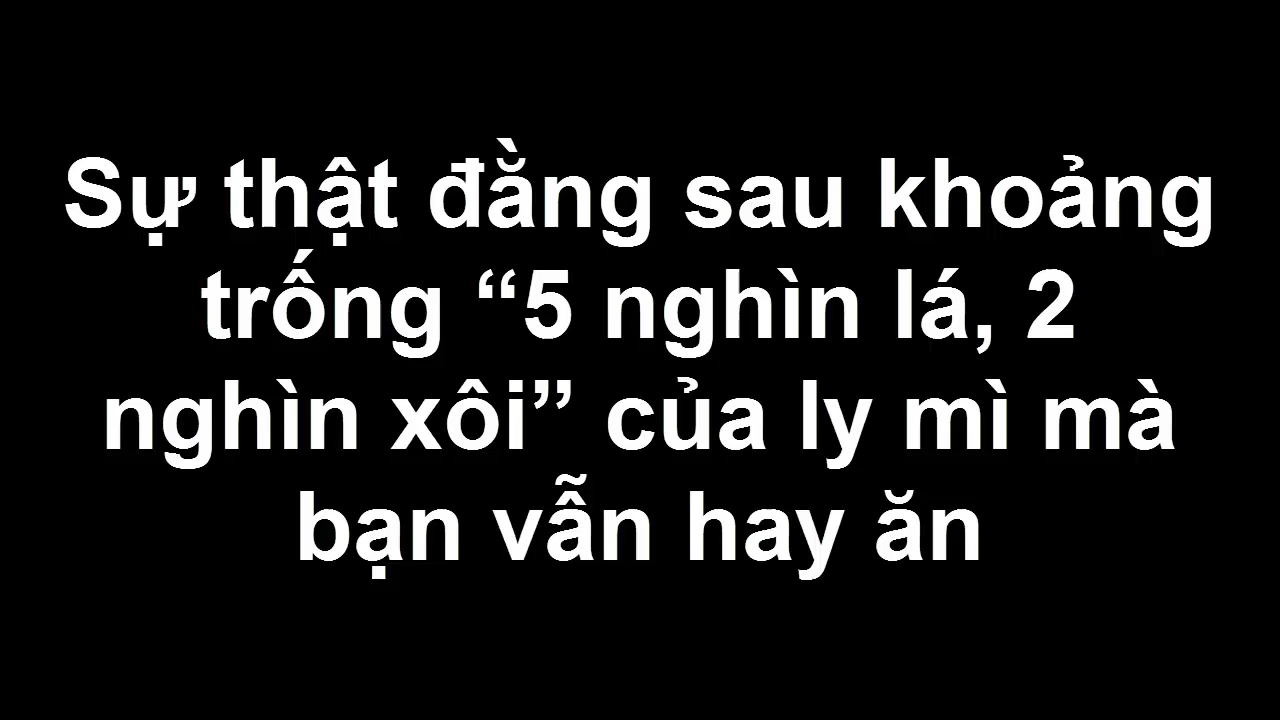 Sự thật đằng sau khoảng
trống “5 nghìn lá, 2
nghìn xôi” của ly mì mà
bạn vẫn hay ăn